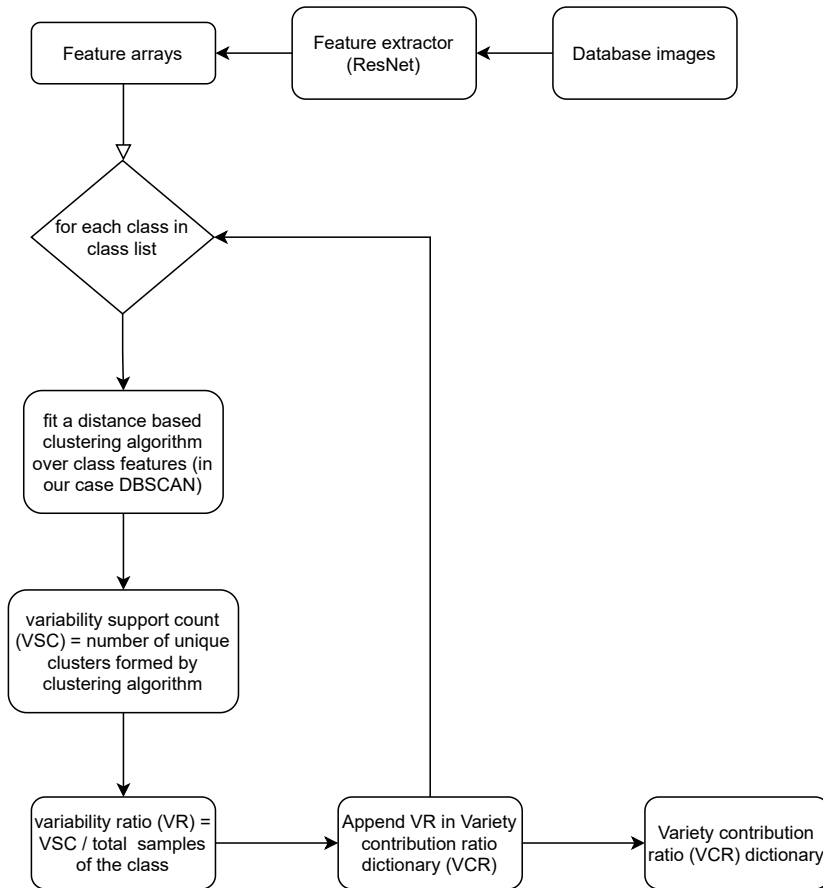 Feature arrays
Feature extractor
(ResNet)
Database images
for each class in
class list
fit a distance based
clustering algorithm
over class features (in
our case DBSCAN)
variability support count
(VSC) = number of unique
clusters formed by
clustering algorithm
variability ratio (VR) =
VSC / total samples
of the class
Append VR in Variety
contribution ratio
dictionary (VCR)
Variety contribution
ratio (VCR) dictionary